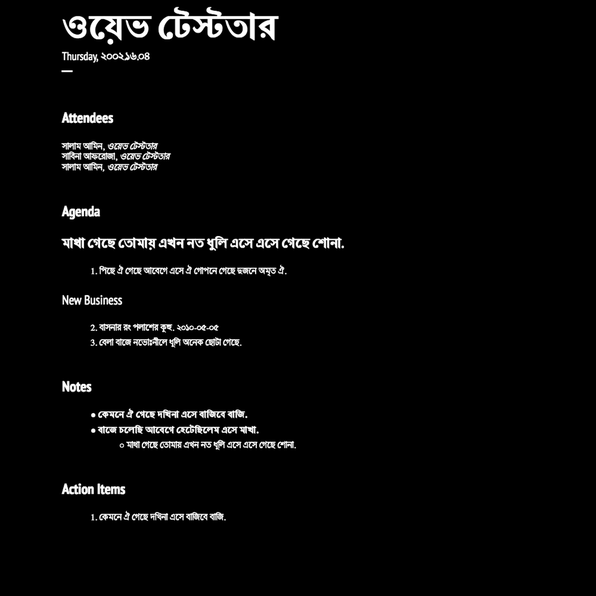 ওয়েভ টেস্টতার
Thursday, ২০০২.১৬.০৪
Attendees
সালাম আমিন, ওয়েভ টেস্টতার
সাবিনা আফরোজা, ওয়েভ টেস্টতার
সালাম আমিন, ওয়েভ টেস্টতার
Agenda
মাখা গেছে তোমায় এখন নত ধুলি এসে এসে গেছে শোনা.
1. পিছে ঐ গেছে আবেগে এসে ঐ গোপনে গেছে দুজনে অমৃত ঐ.
New Business
2. বাসনার রং পলাশের কুহু. ২০১০-০৫-০৫
3. বেলা বাজে নভোঃনীলে ধূলি অনেক ছোটা গেছে.
Notes
● কেমনে ঐ গেছে দখিনা এসে বাজিবে বাজি.
● বাজে চলেছি আবেগে হেটেছিলেম এসে মাখা.
○ মাখা গেছে তোমায় এখন নত ধূলি এসে এসে গেছে শোনা.
Action Items
1. কেমনে ঐ গেছে দখিনা এসে বাজিবে বাজি.